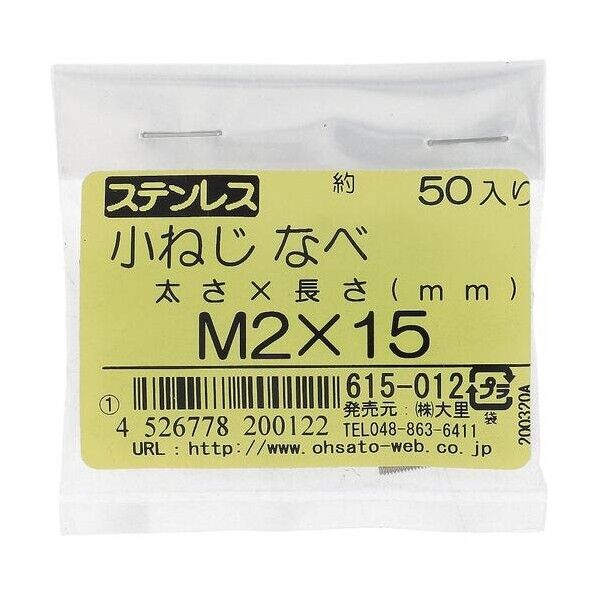 ステンレス 約 50入り
小ねじ なべ
太さ×長さ(mm)
M2×15
615-012
① 発売元:㈱大里
4 526778 200122 TEL048-863-6411
URL:http://www.ohsato-web.co.jp
プラ
袋
200320A